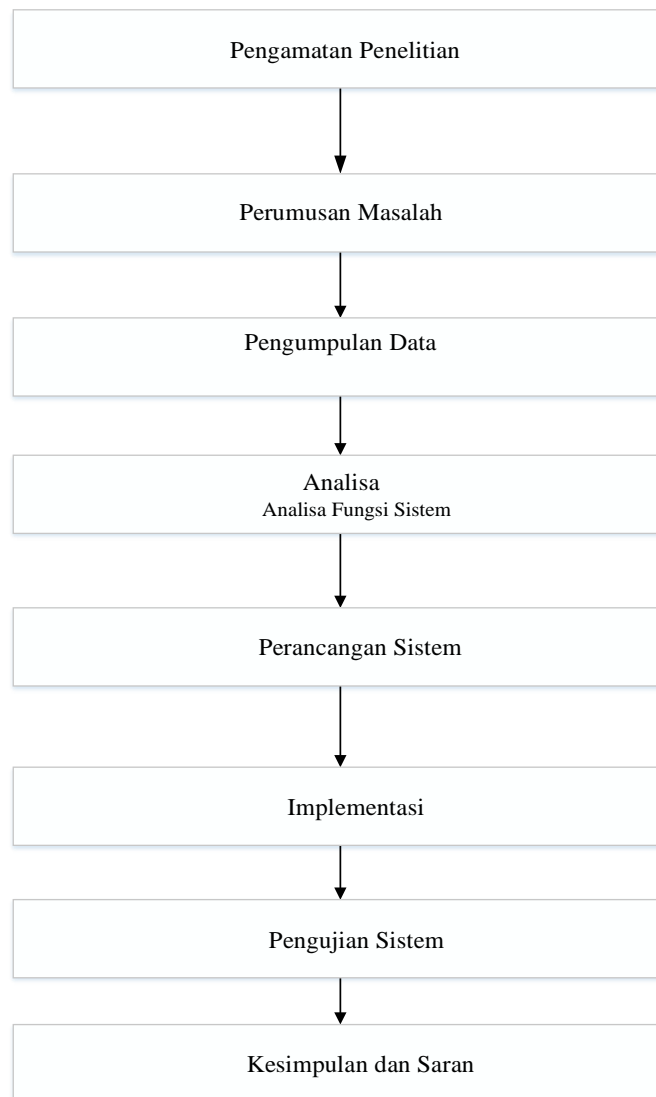 Pengamatan Penelitian
Perumusan Masalah
Pengumpulan Data
Analisa
Analisa Fungsi Sistem
Perancangan Sistem
Implementasi
Pengujian Sistem
Kesimpulan dan Saran